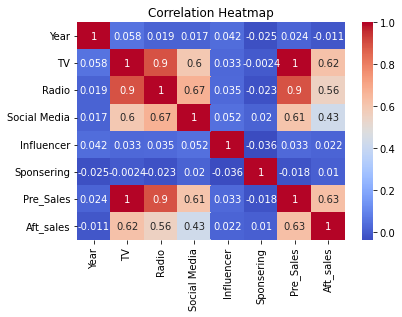 Correlation Heatmap
Year 1 0.058 0.019 0.017 0.042 -0.025 0.024 -0.011
TV 0.058 1 0.9 0.6 0.033 -0.0024 1 0.62
Radio 0.019 0.9 1 0.67 0.035 -0.023 0.9 0.56
Social Media 0.017 0.6 0.67 1 0.052 0.02 0.61 0.43
Influencer 0.042 0.033 0.035 0.052 1 -0.036 0.033 0.022
Sponsering -0.025 -0.0024 -0.023 0.02 -0.036 1 -0.018 0.01
Pre_Sales 0.024 1 0.9 0.61 0.033 -0.018 1 0.63
Aft_sales -0.011 0.62 0.56 0.43 0.022 0.01 0.63 1
Year TV Radio Social Media Influencer Sponsering Pre_Sales Aft_sales
1.0
0.8
0.6
0.4
0.2
0.0